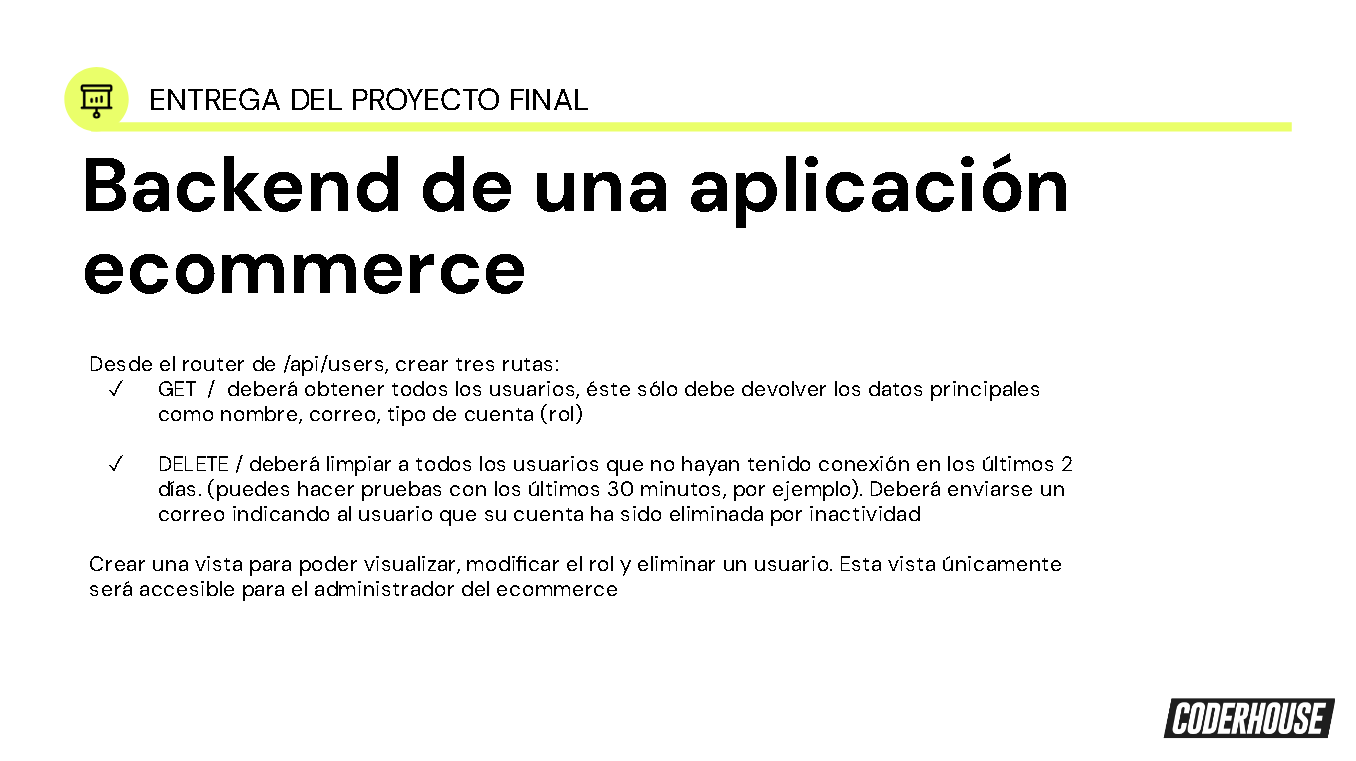 ENTREGA DEL PROYECTO FINAL
Backend de una aplicación
ecommerce
Desde el router de /api/users, crear tres rutas:
✓ GET / deberá obtener todos los usuarios, éste sólo debe devolver los datos principales
como nombre, correo, tipo de cuenta (rol)
✓ DELETE / deberá limpiar a todos los usuarios que no hayan tenido conexión en los últimos 2
días. (puedes hacer pruebas con los últimos 30 minutos, por ejemplo). Deberá enviarse un
correo indicando al usuario que su cuenta ha sido eliminada por inactividad
Crear una vista para poder visualizar, modificar el rol y eliminar un usuario. Esta vista únicamente
será accesible para el administrador del ecommerce
CODERHOUSE